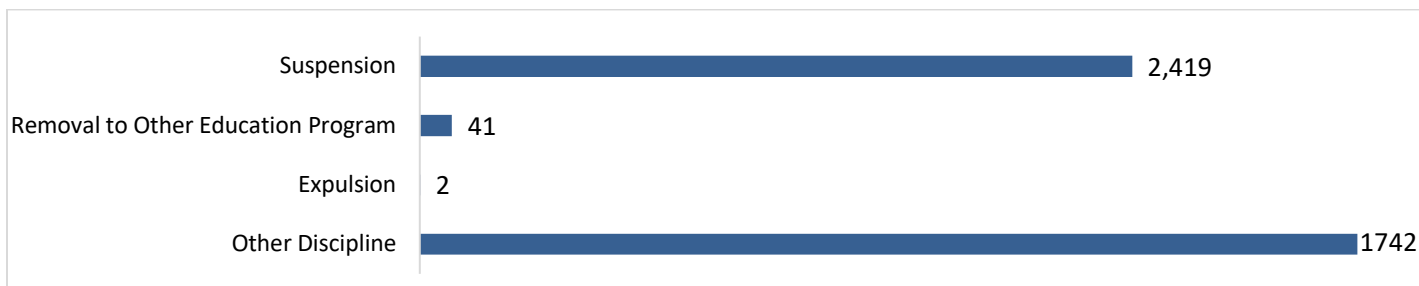 Suspension 2,419
Removal to Other Education Program 41
Expulsion 2
Other Discipline 1742